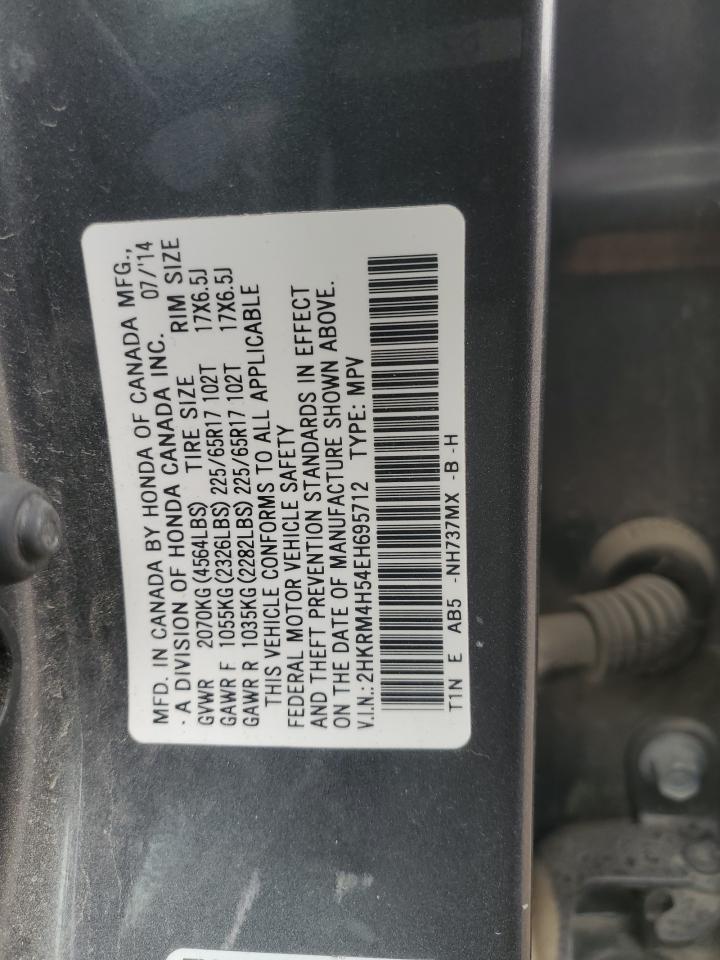 MFD. IN CANADA BY HONDA OF CANADA MFG.,
· A DIVISION OF HONDA CANADA INC. 07/'14
GVWR 2070KG(4564LBS) TIRE SIZE RIM SIZE
GAWR F 1055KG(2326LBS) 225/65R17 102T 17X6.5J
GAWR R 1035KG(2282LBS) 225/65R17 102T 17X6.5J
THIS VEHICLE CONFORMS TO ALL APPLICABLE
FEDERAL MOTOR VEHICLE SAFETY
AND THEFT PREVENTION STANDARDS IN EFFECT
ON THE DATE OF MANUFACTURE SHOWN ABOVE.
V.I.N.: 2HKRM4H54EH695712 TYPE: MPV
T1N E AB5 -NH737MX -B -H